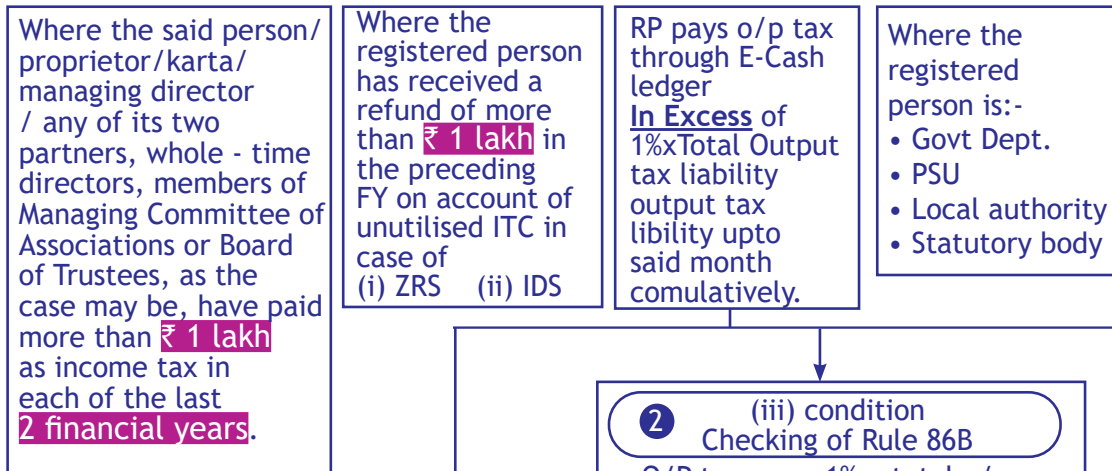 Where the said person/
proprietor/karta/
managing director
/ any of its two
partners, whole - time
directors, members of
Managing Committee of
Associations or Board
of Trustees, as the
case may be, have paid
more than ₹ 1 lakh
as income tax in
each of the last
2 financial years.
Where the
registered person
has received a
refund of more
than ₹ 1 lakh in
the preceding
FY on account of
unutilised ITC in
case of
(i) ZRS (ii) IDS
RP pays o/p tax
through E-Cash
ledger
In Excess of
1%xTotal Output
tax liability
output tax
libility upto
said month
comulatively.
Where the
registered
person is:-
• Govt Dept.
• PSU
• Local authority
• Statutory body
2 (iii) condition
Checking of Rule 86B